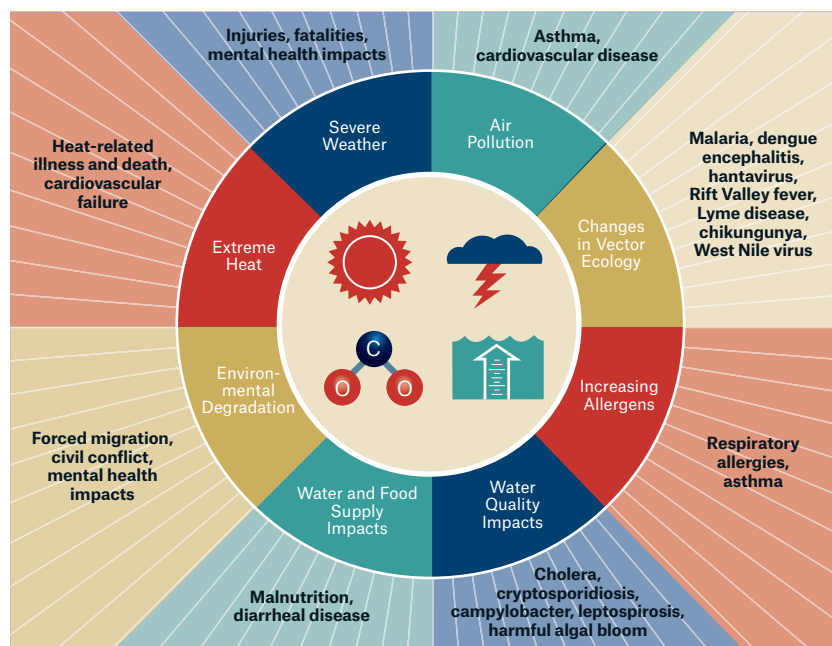 Injuries, fatalities,
mental health impacts
Asthma,
cardiovascular disease
Heat-related
illness and death,
cardiovascular
failure
Severe
Weather
Air
Pollution
Malaria, dengue
encephalitis,
hantavirus,
Rift Valley fever,
Lyme disease,
chikungunya,
West Nile virus
Extreme
Heat
Changes
in Vector
Ecology
C
O
O
Environ-
mental
Degradation
Increasing
Allergens
Forced migration,
civil conflict,
mental health
impacts
Respiratory
allergies,
asthma
Water and Food
Supply
Impacts
Water
Quality
Impacts
Malnutrition,
diarrheal disease
Cholera,
cryptosporidiosis,
campylobacter, leptospirosis,
harmful algal bloom